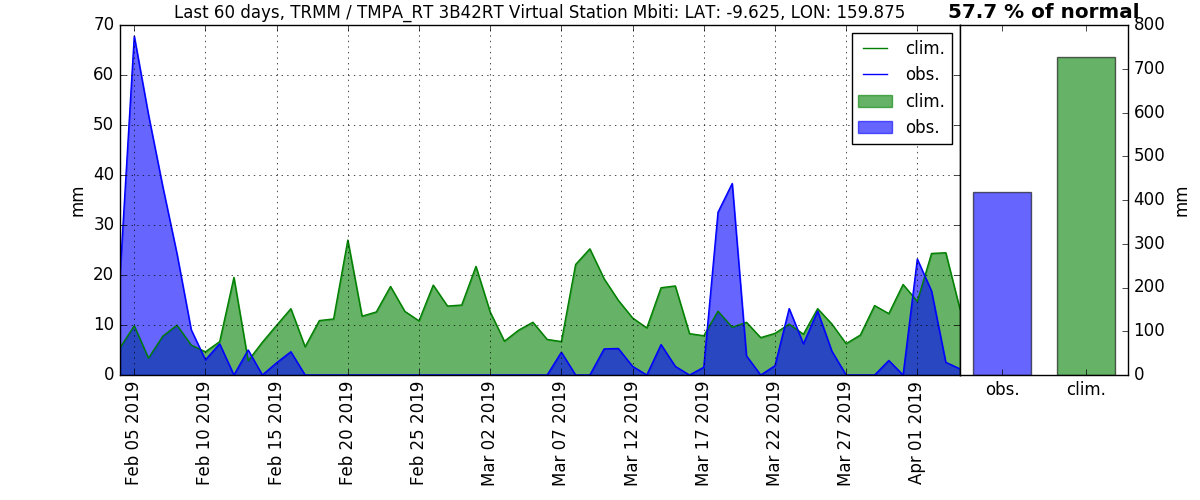 Last 60 days, TRMM / TMPA_RT 3B42RT Virtual Station Mbiti: LAT: -9.625, LON: 159.875
57.7 % of normal
70
60
50
40
30
20
10
0
mm
clim.
obs.
clim.
obs.
800
700
600
500
400
300
200
100
0
mm
obs.
clim.
Feb 05 2019
Feb 10 2019
Feb 15 2019
Feb 20 2019
Feb 25 2019
Mar 02 2019
Mar 07 2019
Mar 12 2019
Mar 17 2019
Mar 22 2019
Mar 27 2019
Apr 01 2019